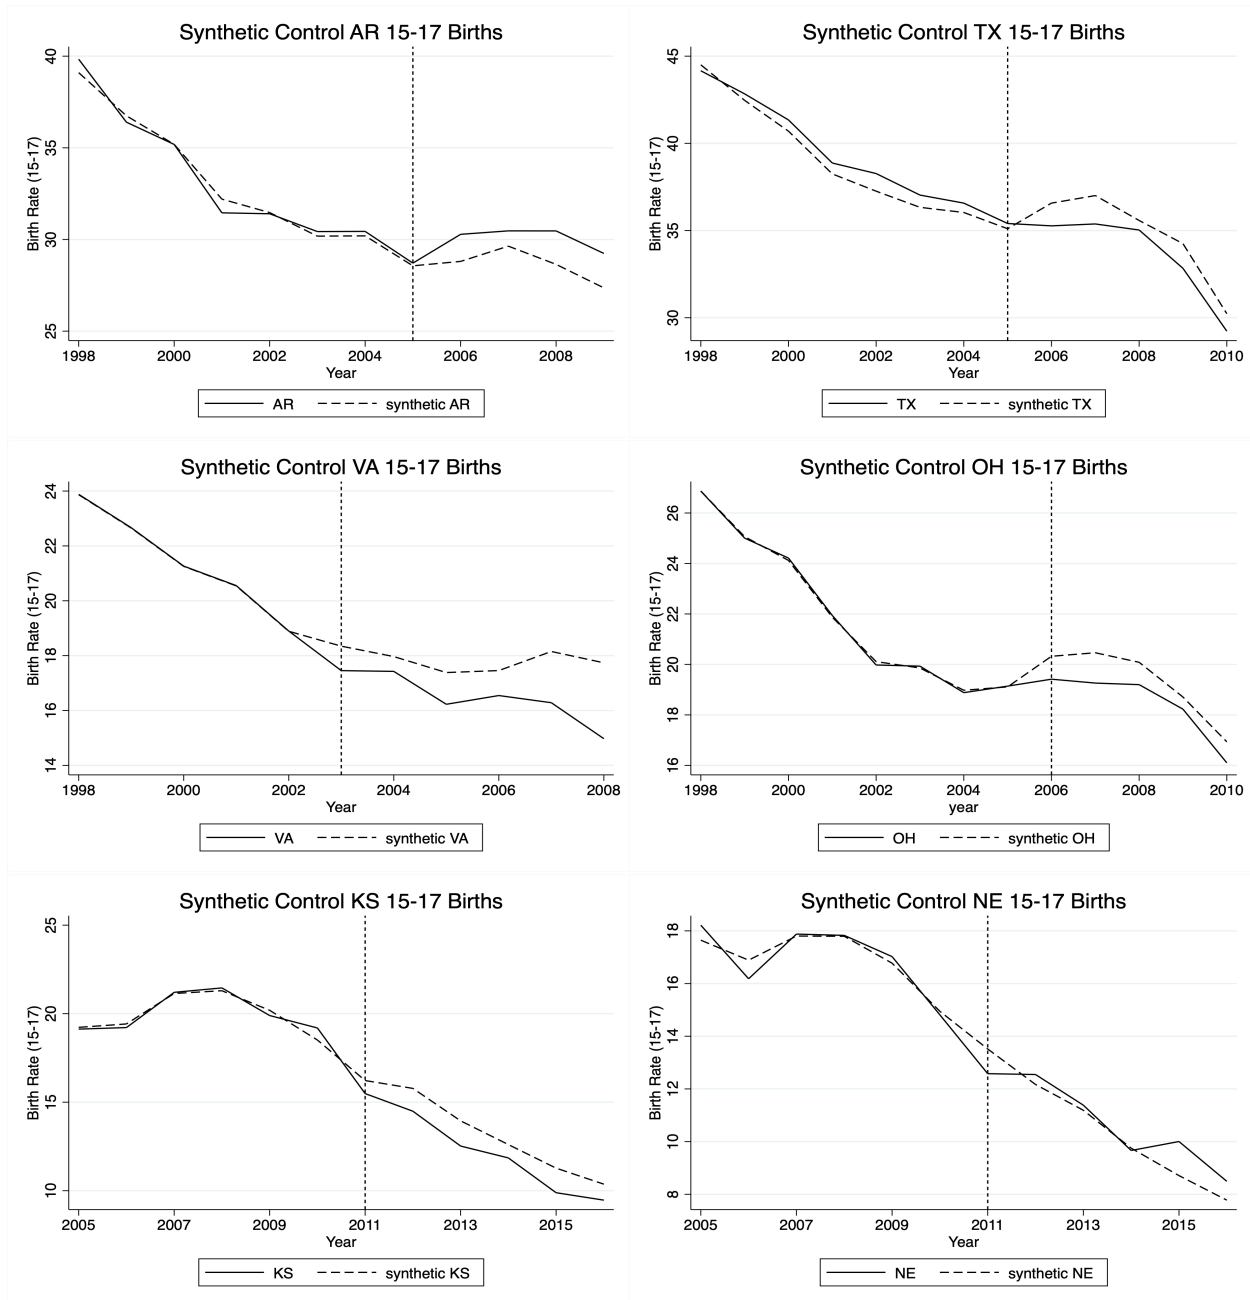 Synthetic Control AR 15-17 Births
40
35
30
25
Birth Rate (15-17)
1998 2000 2002 2004 2006 2008
Year
AR synthetic AR
Synthetic Control TX 15-17 Births
45
40
35
30
Birth Rate (15-17)
1998 2000 2002 2004 2006 2008 2010
Year
TX synthetic TX
Synthetic Control VA 15-17 Births
24
22
20
18
16
14
Birth Rate (15-17)
1998 2000 2002 2004 2006 2008
Year
VA synthetic VA
Synthetic Control OH 15-17 Births
26
24
22
20
18
16
Birth Rate (15-17)
1998 2000 2002 2004 2006 2008 2010
year
OH synthetic OH
Synthetic Control KS 15-17 Births
25
20
15
10
Birth Rate (15-17)
2005 2007 2009 2011 2013 2015
Year
KS synthetic KS
Synthetic Control NE 15-17 Births
18
16
14
12
10
8
Birth Rate (15-17)
2005 2007 2009 2011 2013 2015
Year
NE synthetic NE